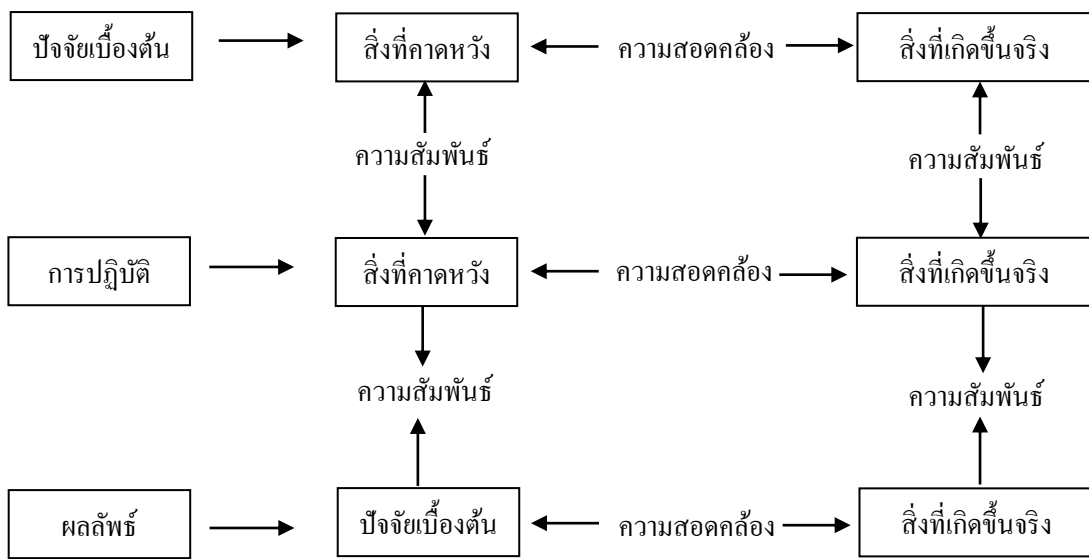 ปัจจัยเบื้องต้น สิ่งที่คาดหวัง ความสอดคล้อง สิ่งที่เกิดขึ้นจริง
ความสัมพันธ์ ความสัมพันธ์
การปฏิบัติ สิ่งที่คาดหวัง ความสอดคล้อง สิ่งที่เกิดขึ้นจริง
ความสัมพันธ์ ความสัมพันธ์
ผลลัพธ์ ปัจจัยเบื้องต้น ความสอดคล้อง สิ่งที่เกิดขึ้นจริง